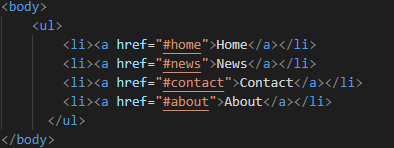 <body>
    <ul>
        <li><a href="#home">Home</a></li>
        <li><a href="#news">News</a></li>
        <li><a href="#contact">Contact</a></li>
        <li><a href="#about">About</a></li>
      </ul>
</body>